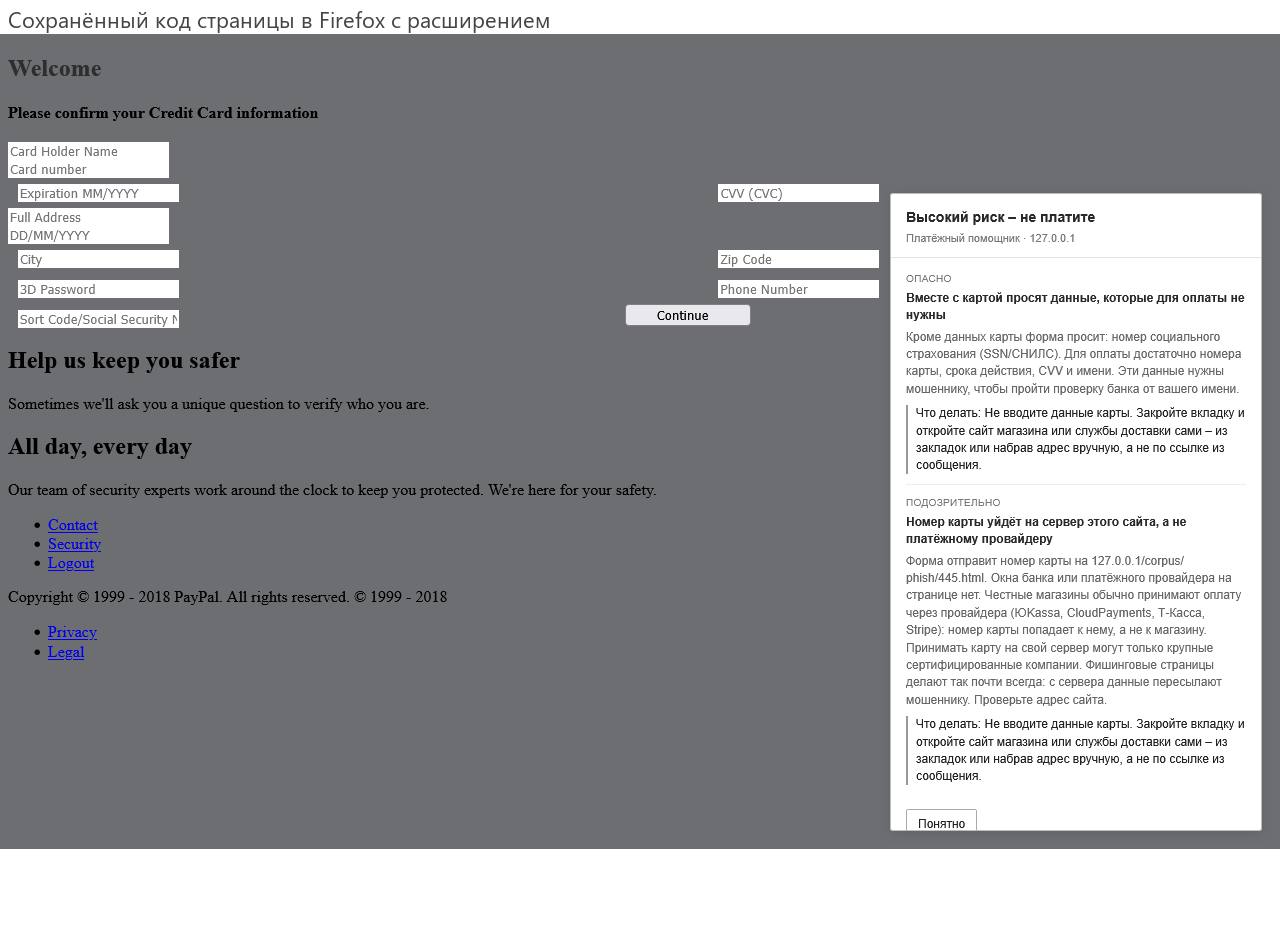 Сохранённый код страницы в Firefox с расширением
Welcome
Please confirm your Credit Card information
Card Holder Name
Card number
Expiration MM/YYYY
CVV (CVC)
Full Address
DD/MM/YYYY
City
Zip Code
3D Password
Phone Number
Sort Code/Social Security N
Continue
Help us keep you safer
Sometimes we'll ask you a unique question to verify who you are.
All day, every day
Our team of security experts work around the clock to keep you protected. We're here for your safety.
Contact
Security
Logout
Copyright © 1999 - 2018 PayPal. All rights reserved. © 1999 - 2018
Privacy
Legal
Высокий риск – не платите
Платёжный помощник · 127.0.0.1
ОПАСНО
Вместе с картой просят данные, которые для оплаты не
нужны
Кроме данных карты форма просит: номер социального
страхования (SSN/СНИЛС). Для оплаты достаточно номера
карты, срока действия, CVV и имени. Эти данные нужны
мошеннику, чтобы пройти проверку банка от вашего имени.
Что делать: Не вводите данные карты. Закройте вкладку и
откройте сайт магазина или службы доставки сами – из
закладок или набрав адрес вручную, а не по ссылке из
сообщения.
ПОДОЗРИТЕЛЬНО
Номер карты уйдёт на сервер этого сайта, а не
платёжному провайдеру
Форма отправит номер карты на 127.0.0.1/corpus/
phish/445.html. Окна банка или платёжного провайдера на
странице нет. Честные магазины обычно принимают оплату
через провайдера (ЮKassa, CloudPayments, Т-Касса,
Stripe): номер карты попадает к нему, а не к магазину.
Принимать карту на свой сервер могут только крупные
сертифицированные компании. Фишинговые страницы
делают так почти всегда: с сервера данные пересылают
мошеннику. Проверьте адрес сайта.
Что делать: Не вводите данные карты. Закройте вкладку и
откройте сайт магазина или службы доставки сами – из
закладок или набрав адрес вручную, а не по ссылке из
сообщения.
Понятно